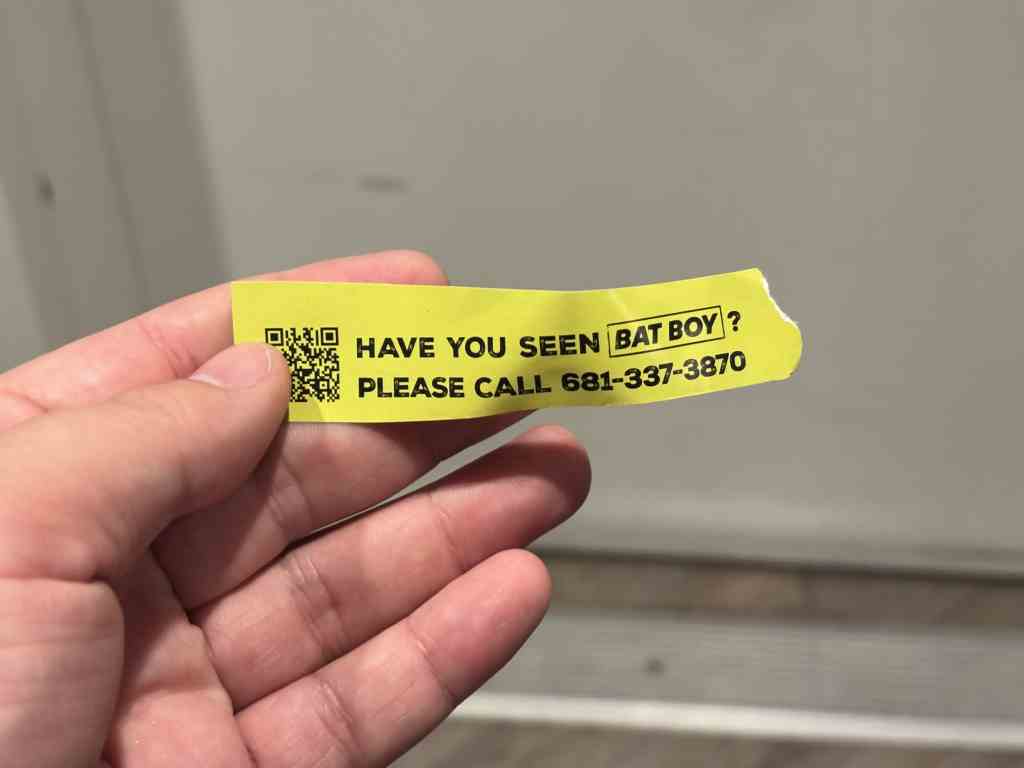 HAVE YOU SEEN BAT BOY?
PLEASE CALL 681-337-3870